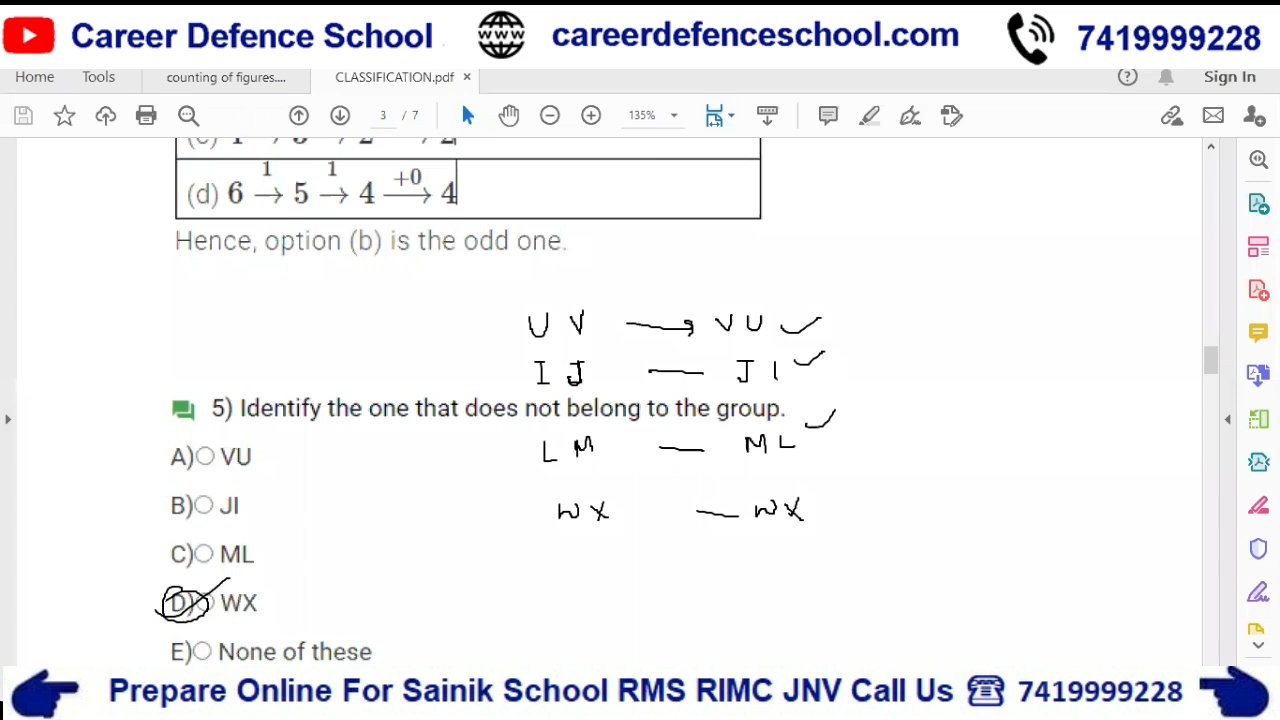 Career Defence School
careerdefenceschool.com
7419999228
Home Tools counting of figures.... CLASSIFICATION.pdf × Sign In
3 / 7 135%
(d) 6 →1 5 →1 4 →+0 4
Hence, option (b) is the odd one.
U V → V U ✓
I J — J I ✓
5) Identify the one that does not belong to the group.
L M — M L ✓
A) VU
B) JI
W X — W X
C) ML
D) WX
E) None of these
Prepare Online For Sainik School RMS RIMC JNV Call Us 7419999228